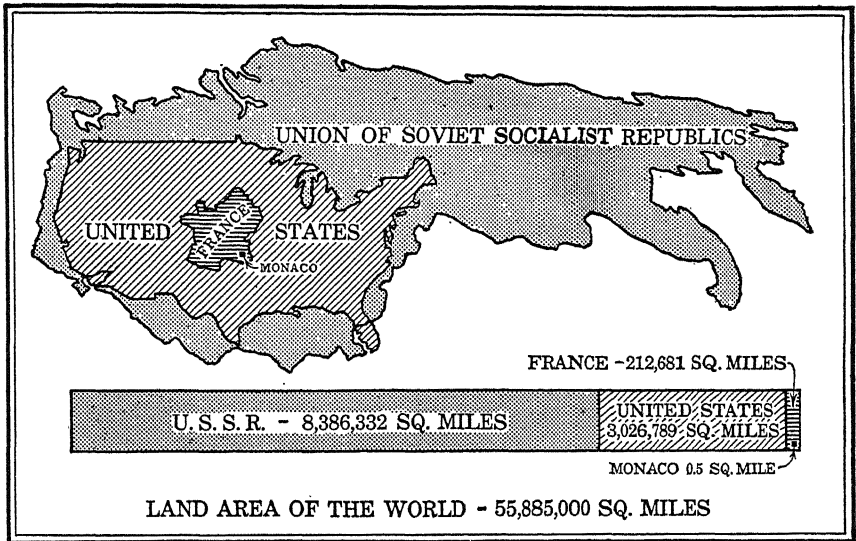 UNION OF SOVIET SOCIALIST REPUBLICS
UNITED
FRANCE
STATES
MONACO
FRANCE - 212,681 SQ. MILES
U. S. S. R. - 8,386,332 SQ. MILES
UNITED STATES
3,026,789 SQ. MILES
MONACO 0.5 SQ. MILE
LAND AREA OF THE WORLD - 55,885,000 SQ. MILES